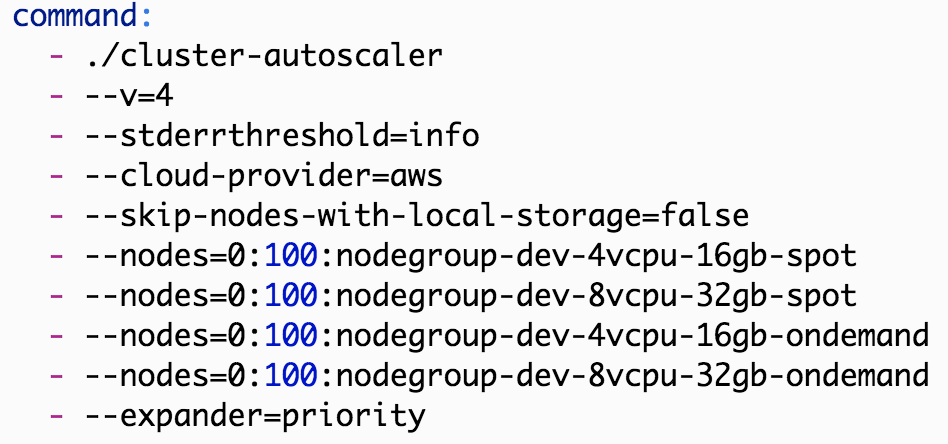 command:
- ./cluster-autoscaler
- --v=4
- --stderrthreshold=info
- --cloud-provider=aws
- --skip-nodes-with-local-storage=false
- --nodes=0:100:nodegroup-dev-4vcpu-16gb-spot
- --nodes=0:100:nodegroup-dev-8vcpu-32gb-spot
- --nodes=0:100:nodegroup-dev-4vcpu-16gb-ondemand
- --nodes=0:100:nodegroup-dev-8vcpu-32gb-ondemand
- --expander=priority